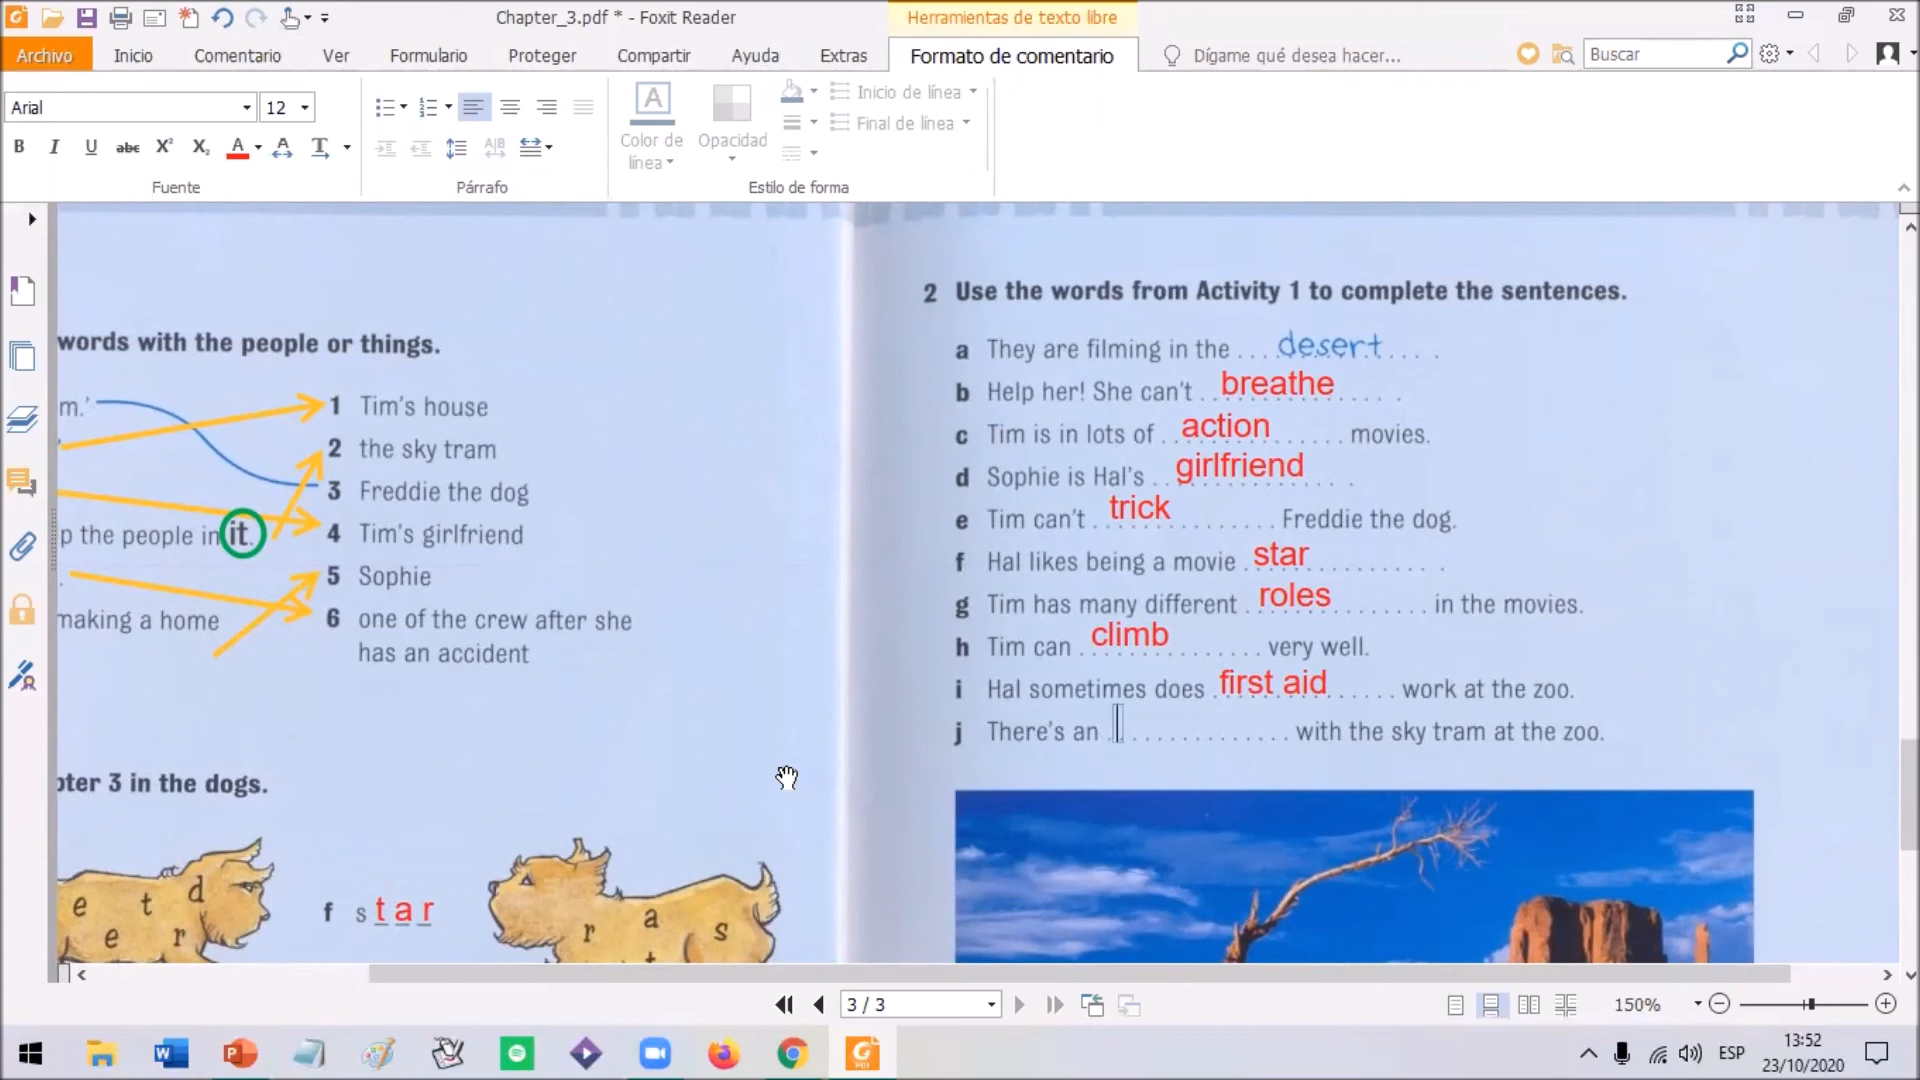 Chapter_3.pdf * - Foxit Reader
Herramientas de texto libre
Archivo
Inicio
Comentario
Ver
Formulario
Proteger
Compartir
Ayuda
Extras
Formato de comentario
Dígame qué desea hacer...
Buscar
Arial
12
Color de línea
Opacidad
Inicio de línea
Final de línea
Fuente
Párrafo
Estilo de forma
words with the people or things.
m.'
1 Tim's house
2 the sky tram
3 Freddie the dog
p the people in it.
4 Tim's girlfriend
5 Sophie
making a home
6 one of the crew after she
has an accident
pter 3 in the dogs.
e t d
e r
f s t a r
r a s
t
2 Use the words from Activity 1 to complete the sentences.
a They are filming in the .... desert .... .
b Help her! She can't breathe .
c Tim is in lots of action movies.
d Sophie is Hal's girlfriend .
e Tim can't trick Freddie the dog.
f Hal likes being a movie star .
g Tim has many different roles in the movies.
h Tim can climb very well.
i Hal sometimes does first aid work at the zoo.
j There's an ............... with the sky tram at the zoo.
3 / 3
150%
ESP
13:52
23/10/2020